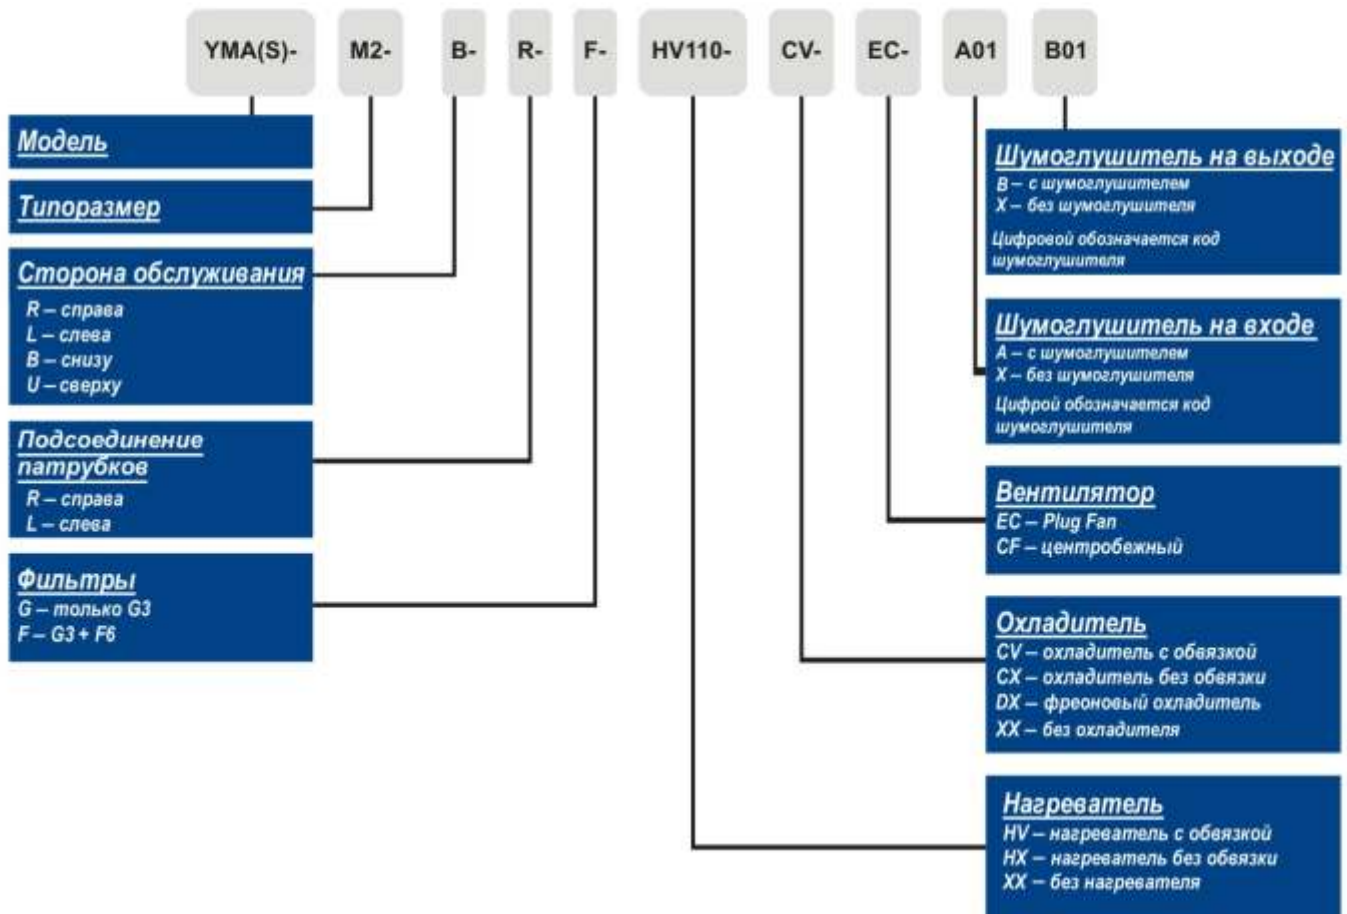 YMA(S)- M2- B- R- F- HV110- CV- EC- A01 B01
Модель
Типоразмер
Сторона обслуживания
R – справа
L – слева
B – снизу
U – сверху
Подсоединение
патрубков
R – справа
L – слева
Фильтры
G – только G3
F – G3 + F6
Шумоглушитель на выходе
B – с шумоглушителем
X – без шумоглушителя
Цифровой обозначается код
шумоглушителя
Шумоглушитель на входе
A – с шумоглушителем
X – без шумоглушителя
Цифрой обозначается код
шумоглушителя
Вентилятор
EC – Plug Fan
CF – центробежный
Охладитель
CV – охладитель с обвязкой
CX – охладитель без обвязки
DX – фреоновый охладитель
XX – без охладителя
Нагреватель
HV – нагреватель с обвязкой
HX – нагреватель без обвязки
XX – без нагревателя